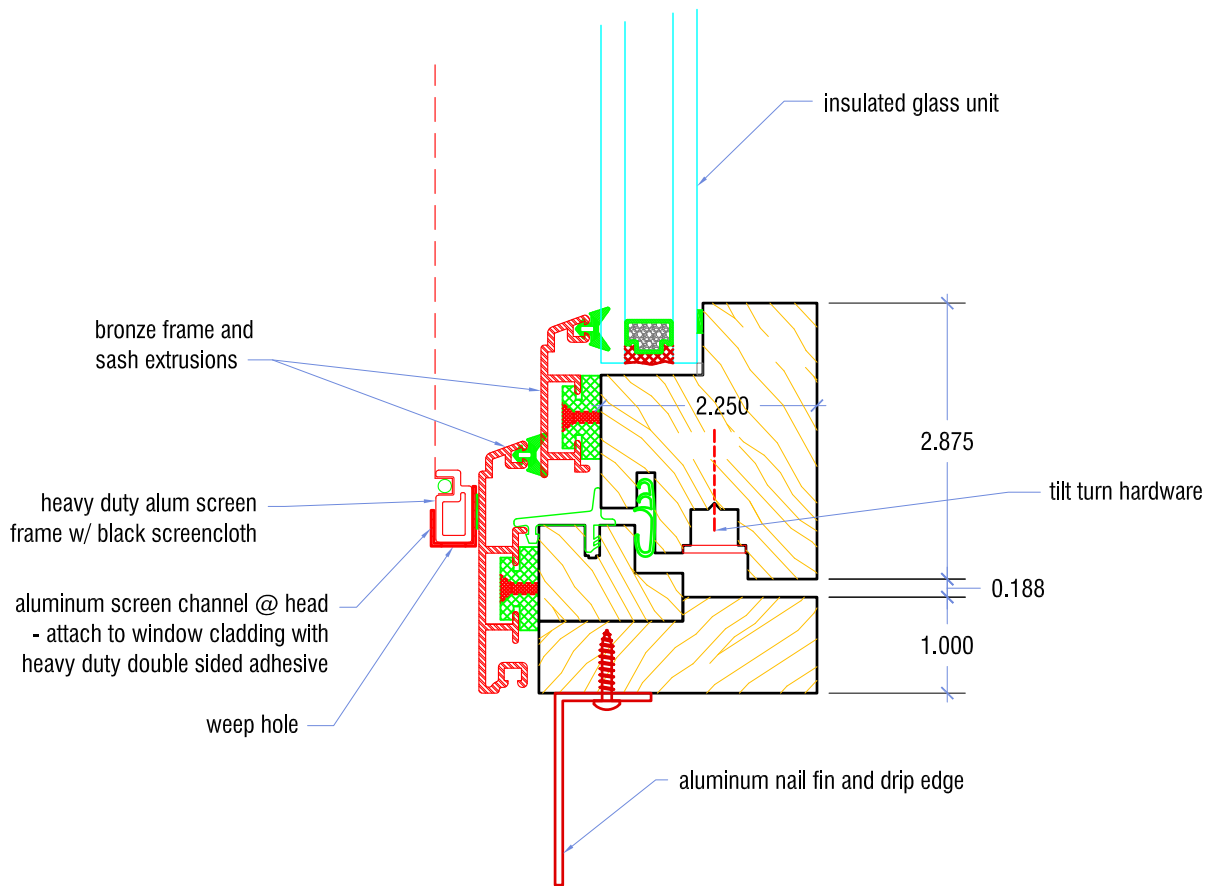 insulated glass unit
bronze frame and
sash extrusions
2.250
2.875
heavy duty alum screen
frame w/ black screencloth
tilt turn hardware
0.188
aluminum screen channel @ head
- attach to window cladding with
heavy duty double sided adhesive
1.000
weep hole
aluminum nail fin and drip edge